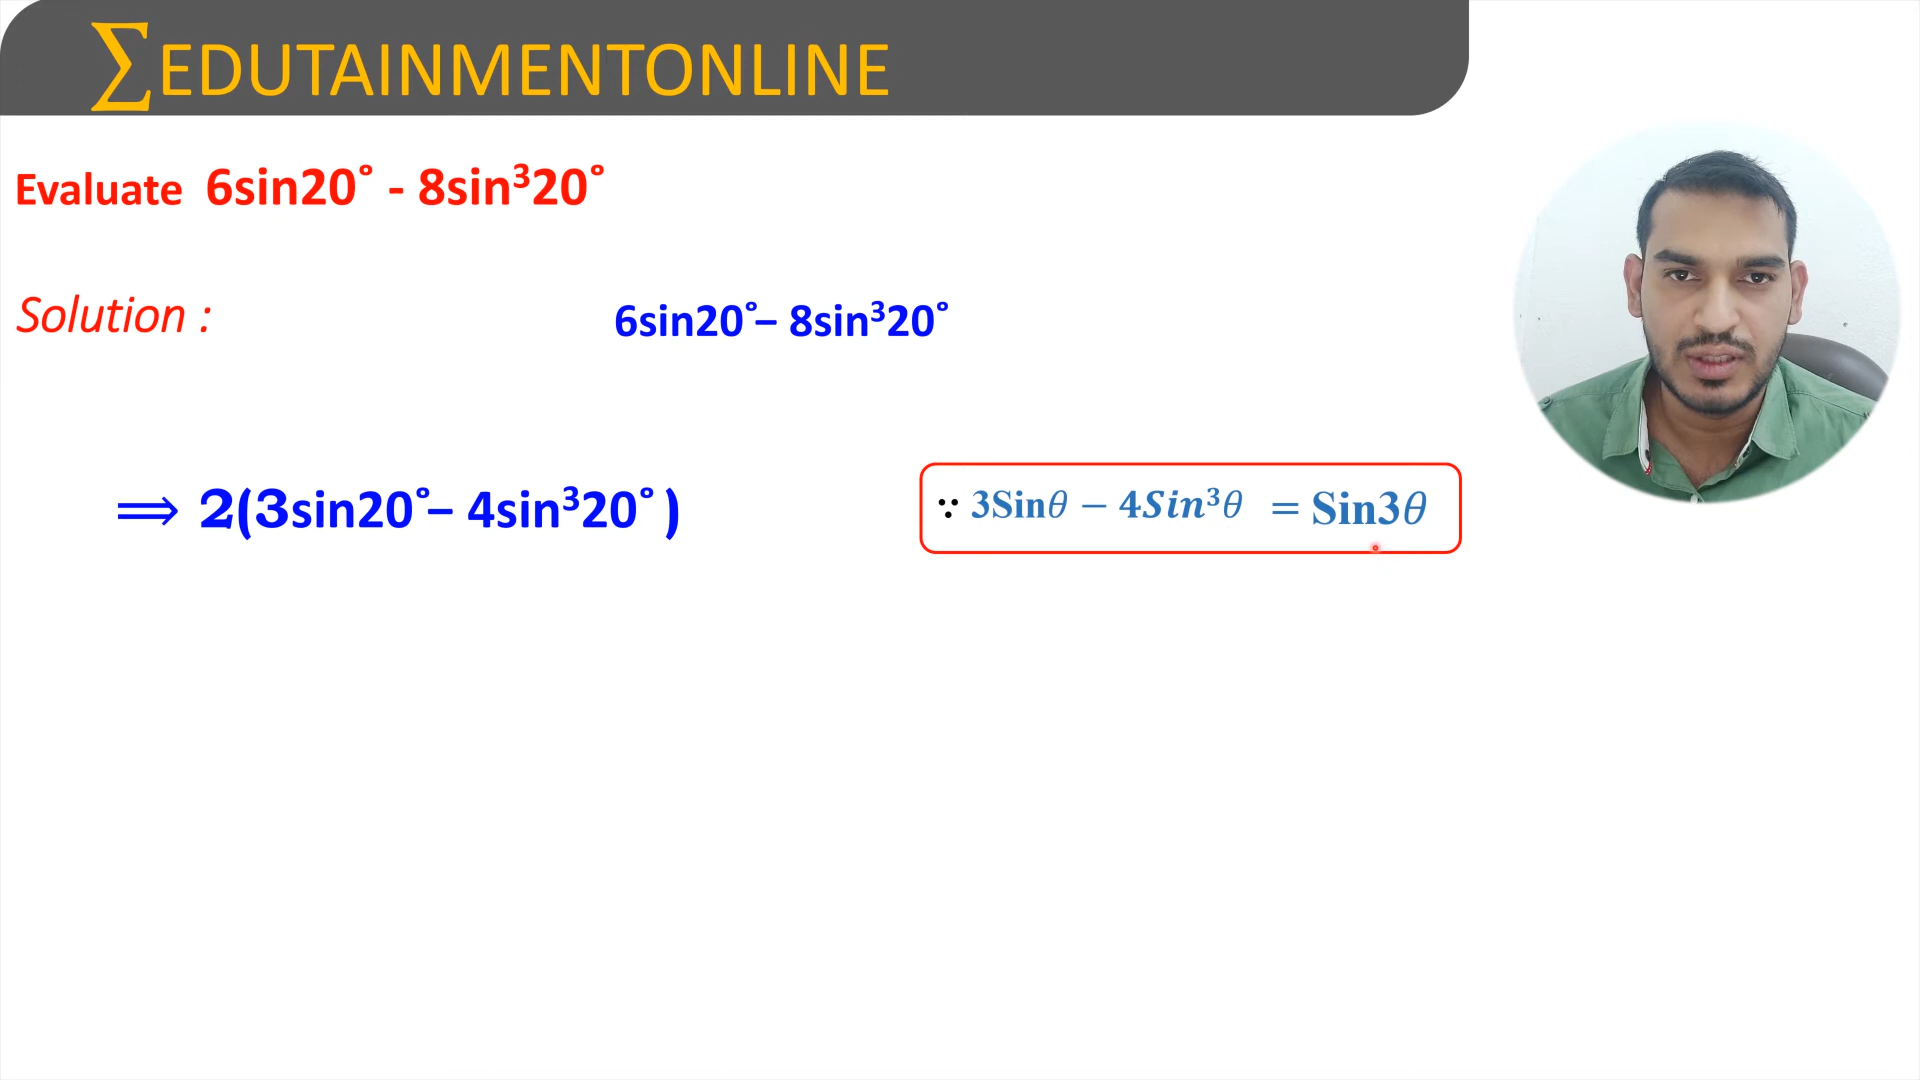 ∑EDUTAINMENTONLINE
Evaluate 6sin20° - 8sin³20°
Solution :
6sin20°– 8sin³20°
⟹ 2(3sin20°– 4sin³20° )
∵ 3Sinθ − 4Sin³θ = Sin3θ